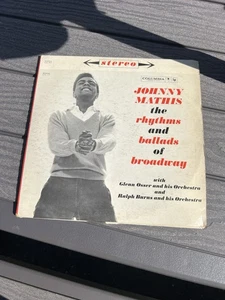 stereo
COLUMBIA
JOHNNY
MATHIS
the
rhythms
and
ballads
of
broadway
with
Glenn Osser and his Orchestra
and
Ralph Burns and his Orchestra